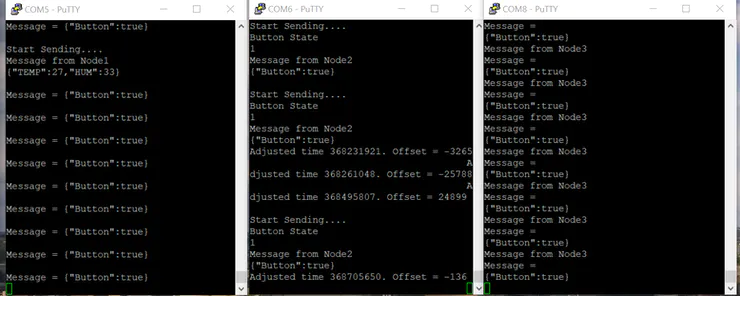 COM5 - PuTTY
Message = {"Button":true}
Start Sending....
Message from Node1
{"TEMP":27,"HUM":33}
Message = {"Button":true}
Message = {"Button":true}
Message = {"Button":true}
Message = {"Button":true}
Message = {"Button":true}
Message = {"Button":true}
Message = {"Button":true}
Message = {"Button":true}
Message = {"Button":true}
COM6 - PuTTY
Start Sending....
Button State
1
Message from Node2
{"Button":true}
Start Sending....
Button State
1
Message from Node2
{"Button":true}
Adjusted time 368231921. Offset = -3265
A
djusted time 368261048. Offset = -25788
A
djusted time 368495807. Offset = 24899
Start Sending....
Button State
1
Message from Node2
{"Button":true}
Adjusted time 368705650. Offset = -136
COM8 - PuTTY
Message =
{"Button":true}
Message from Node3
Message =
{"Button":true}
Message from Node3
Message =
{"Button":true}
Message from Node3
Message =
{"Button":true}
Message from Node3
Message =
{"Button":true}
Message from Node3
Message =
{"Button":true}
Message from Node3
Message =
{"Button":true}
Message from Node3
Message =
{"Button":true}